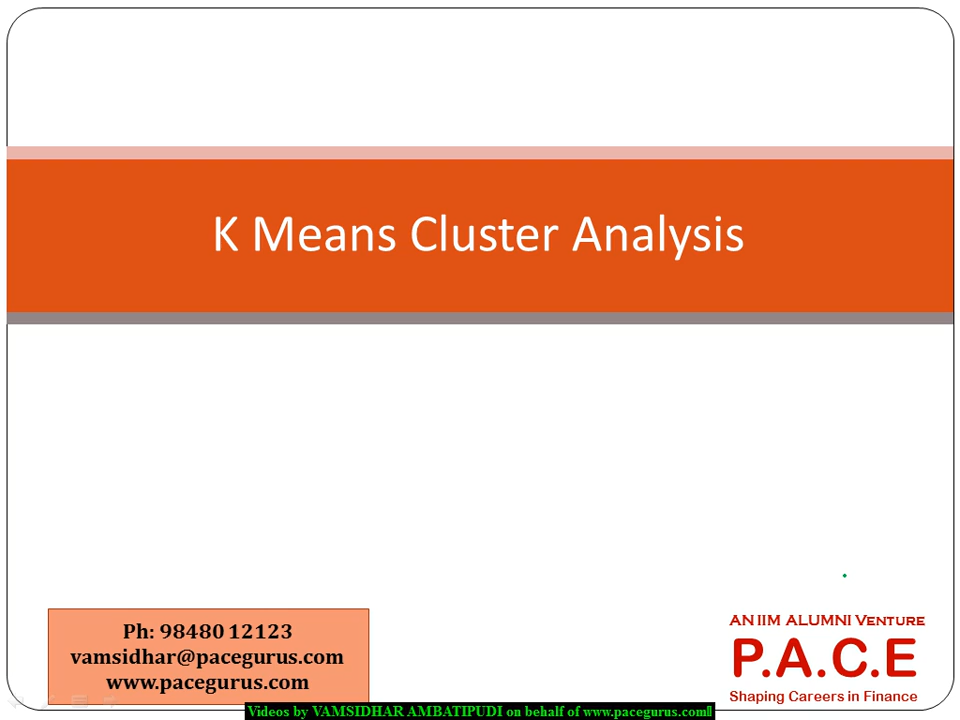 K Means Cluster Analysis
Ph: 98480 12123
vamsidhar@pacegurus.com
www.pacegurus.com
AN IIM ALUMNI VENTURE
P.A.C.E
Shaping Careers in Finance
Videos by VAMSIDHAR AMBATIPUDI on behalf of www.pacegurus.com